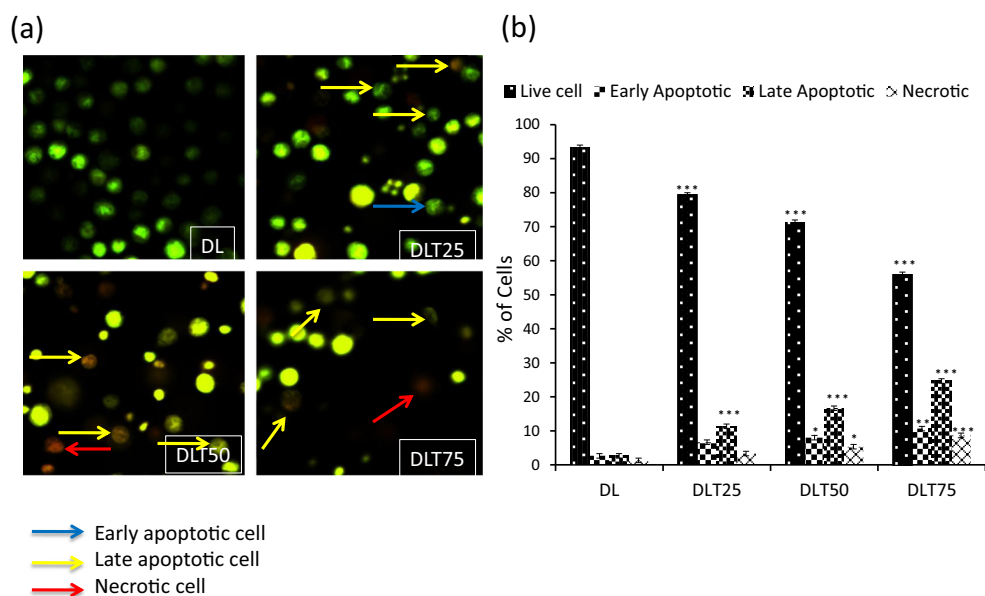 (a)
DL
DLT25
DLT50
DLT75
Early apoptotic cell
Late apoptotic cell
Necrotic cell
(b)
Live cell Early Apoptotic Late Apoptotic Necrotic
% of Cells
100
90
80
70
60
50
40
30
20
10
0
***
***
***
*
***
*
***
**
***
***
DL DLT25 DLT50 DLT75